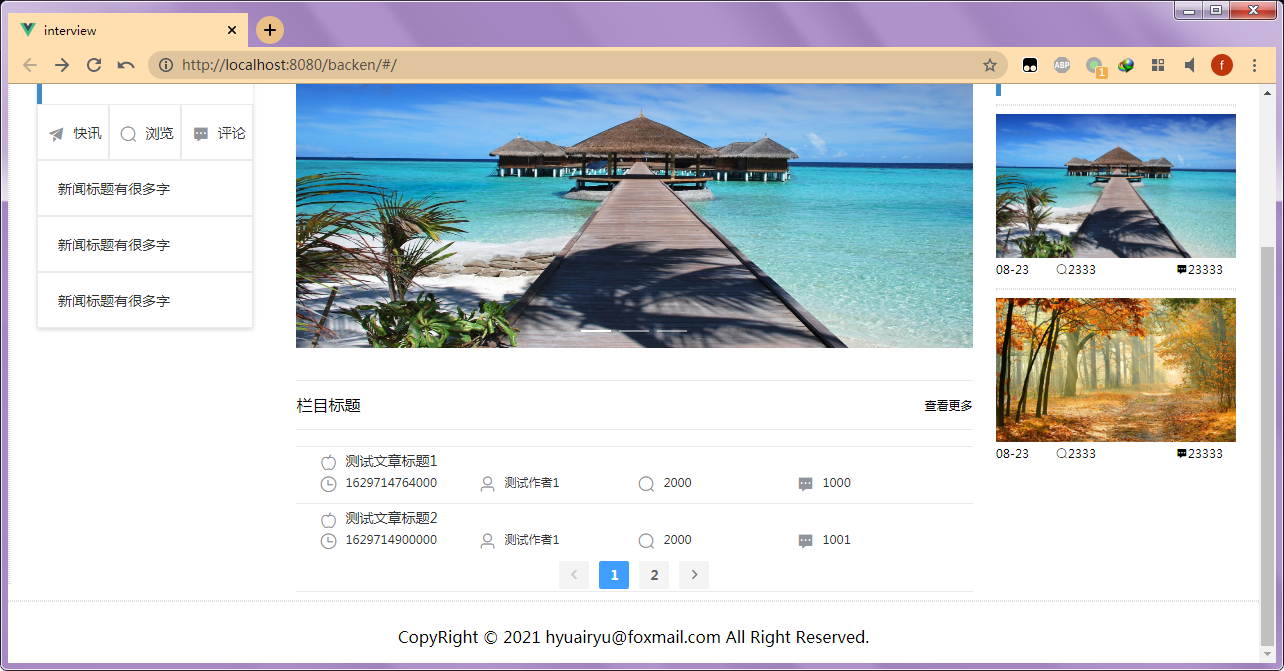 interview
http://localhost:8080/backen/#/
ABP
1
f
快讯 浏览 评论
新闻标题有很多字
新闻标题有很多字
新闻标题有很多字
栏目标题 查看更多
测试文章标题1
1629714764000 测试作者1 2000 1000
测试文章标题2
1629714900000 测试作者1 2000 1001
1 2
08-23 2333 23333
08-23 2333 23333
CopyRight © 2021 hyuairyu@foxmail.com All Right Reserved.